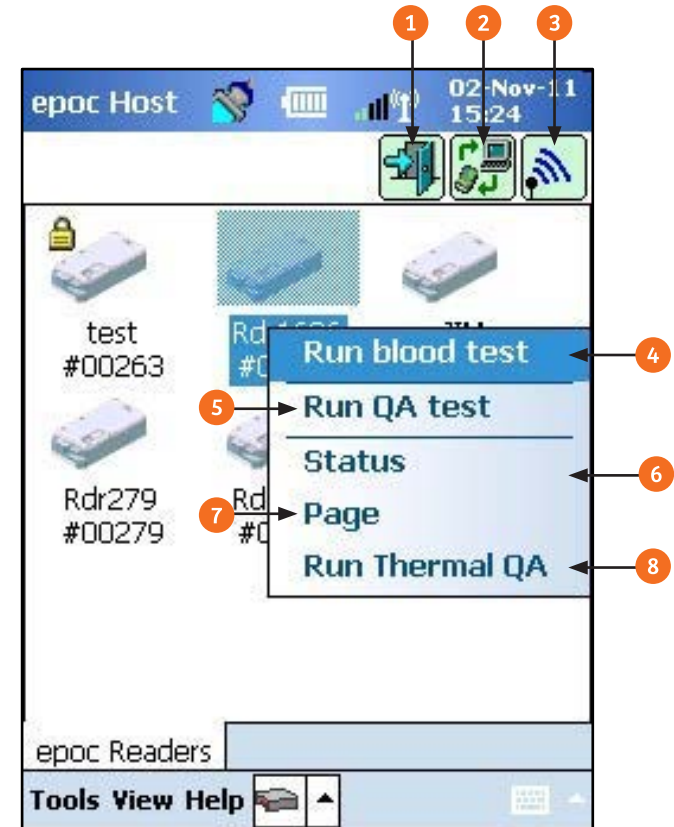 1 2 3
epoc Host 02-Nov-11
15:24
test
#00263
Rdr279
#00279
Run blood test 4
5 Run QA test
Status 6
7 Page
Run Thermal QA 8
epoc Readers
Tools View Help